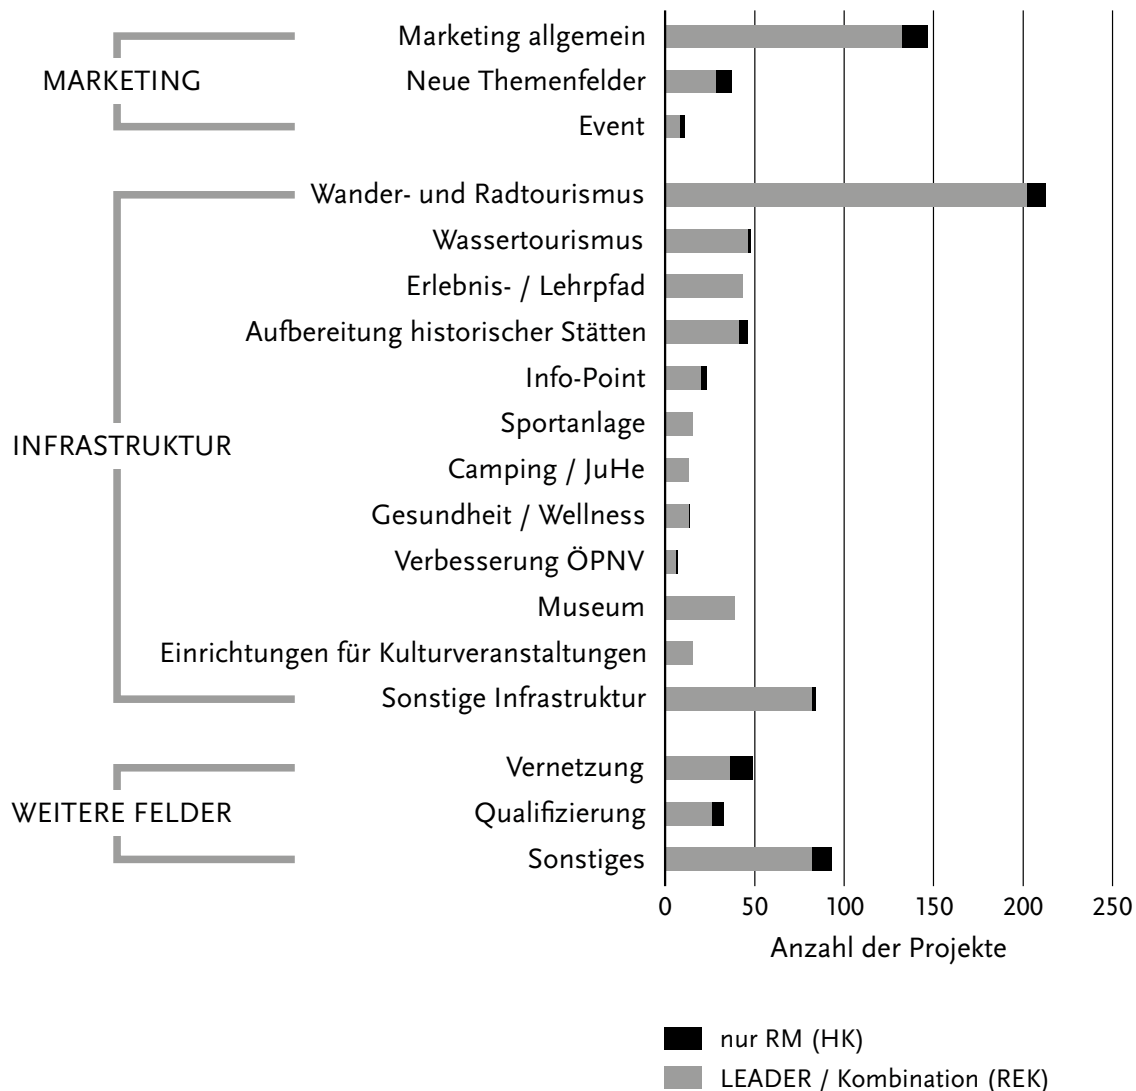 Marketing allgemein
MARKETING
Neue Themenfelder
Event
Wander- und Radtourismus
Wassertourismus
Erlebnis- / Lehrpfad
Aufbereitung historischer Stätten
Info-Point
Sportanlage
INFRASTRUKTUR
Camping / JuHe
Gesundheit / Wellness
Verbesserung ÖPNV
Museum
Einrichtungen für Kulturveranstaltungen
Sonstige Infrastruktur
Vernetzung
WEITERE FELDER
Qualifizierung
Sonstiges
0 50 100 150 200 250
Anzahl der Projekte
nur RM (HK)
LEADER / Kombination (REK)